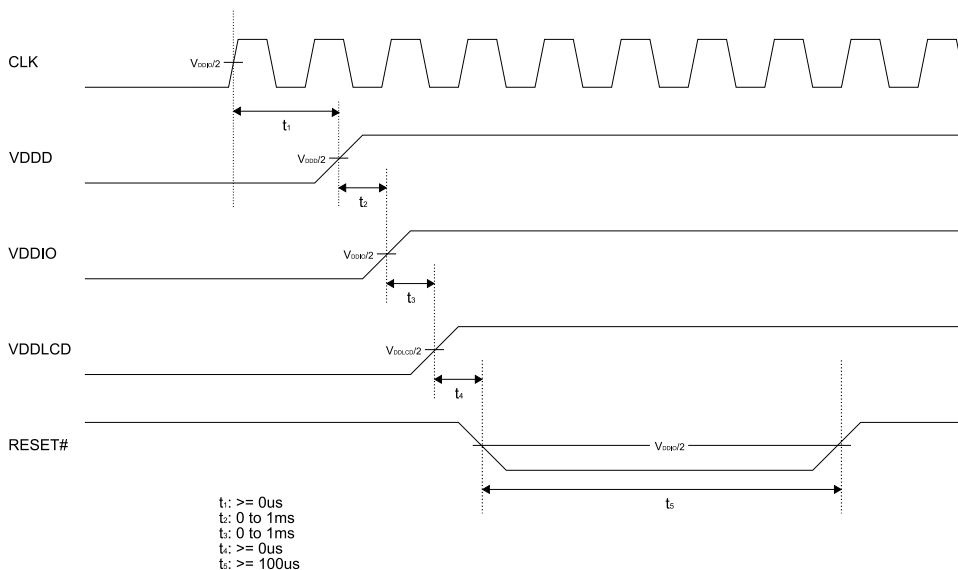 CLK
VDDIO/2
t1
VDDD
VDDD/2
t2
VDDIO
VDDIO/2
t3
VDDLCD
VDDLCD/2
t4
RESET#
VDDIO/2
t5
t1: >= 0us
t2: 0 to 1ms
t3: 0 to 1ms
t4: >= 0us
t5: >= 100us